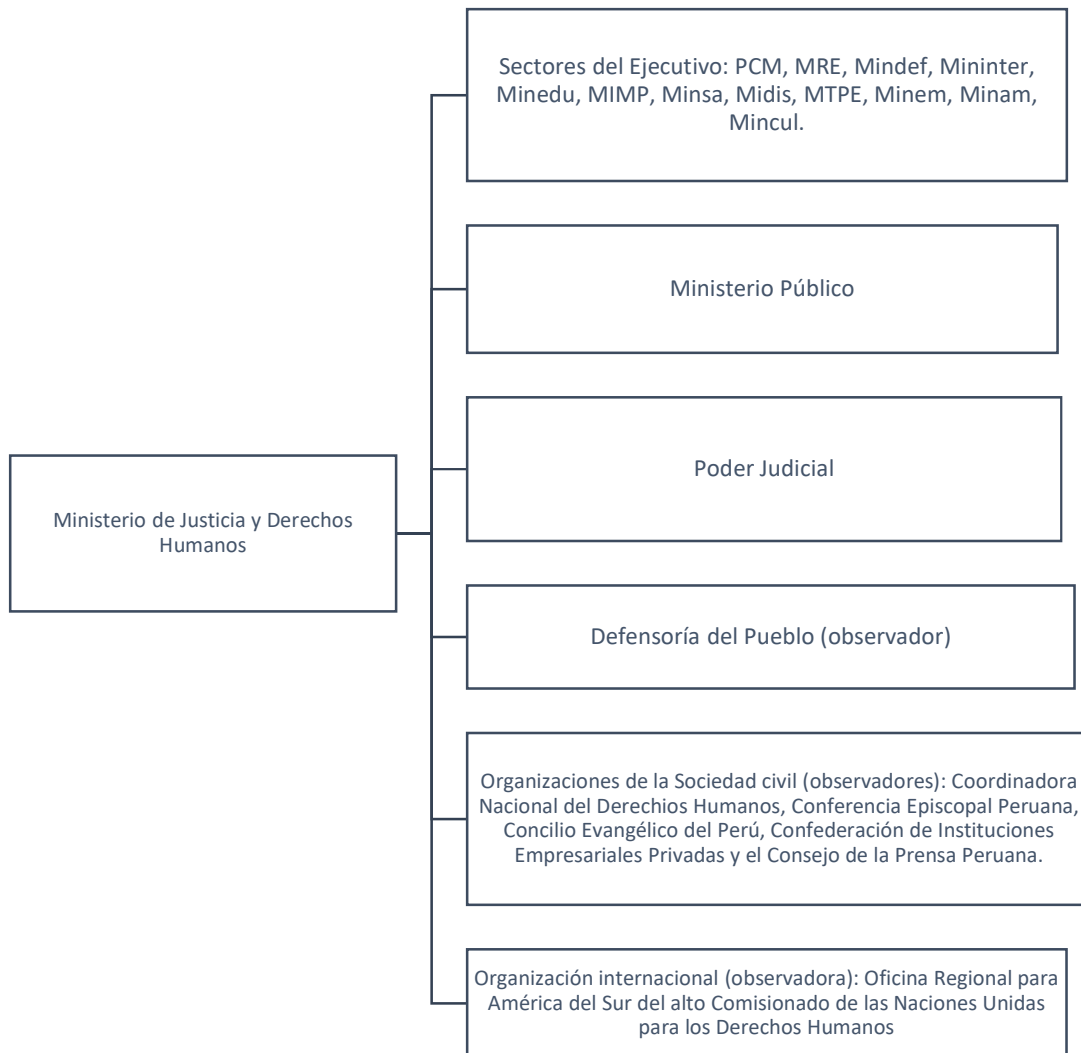 Sectores del Ejecutivo: PCM, MRE, Mindef, Mininter,
Minedu, MIMP, Minsa, Midis, MTPE, Minem, Minam,
Mincul.
Ministerio Público
Poder Judicial
Ministerio de Justicia y Derechos
Humanos
Defensoría del Pueblo (observador)
Organizaciones de la Sociedad civil (observadores): Coordinadora
Nacional del Derechios Humanos, Conferencia Episcopal Peruana,
Concilio Evangélico del Perú, Confederación de Instituciones
Empresariales Privadas y el Consejo de la Prensa Peruana.
Organización internacional (observadora): Oficina Regional para
América del Sur del alto Comisionado de las Naciones Unidas
para los Derechos Humanos